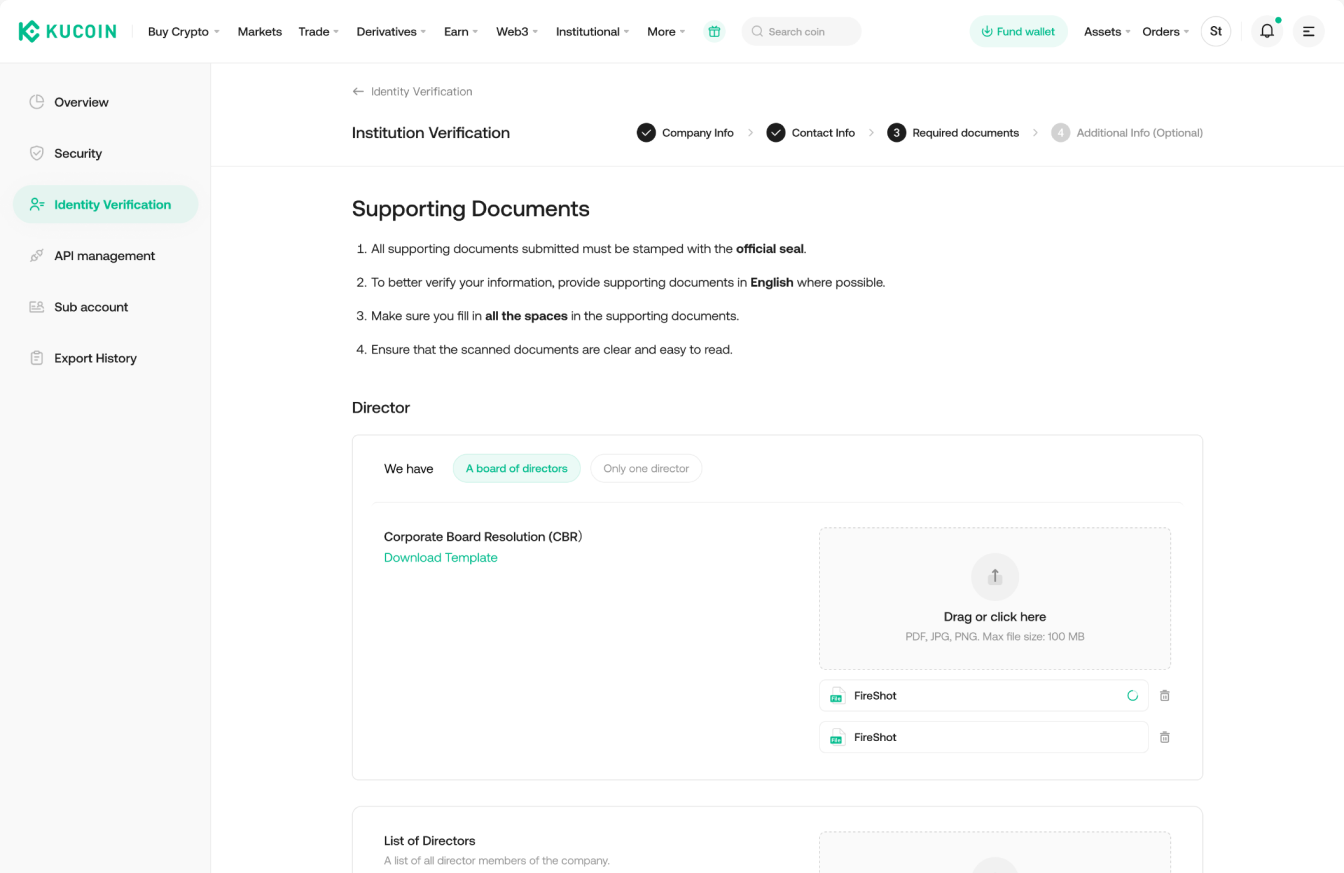 KUCOIN
Buy Crypto
Markets
Trade
Derivatives
Earn
Web3
Institutional
More
Search coin
Fund wallet
Assets
Orders
St
Overview
Security
Identity Verification
API management
Sub account
Export History
Identity Verification
Institution Verification
Company Info
Contact Info
3 Required documents
4 Additional Info (Optional)
Supporting Documents
1. All supporting documents submitted must be stamped with the official seal.
2. To better verify your information, provide supporting documents in English where possible.
3. Make sure you fill in all the spaces in the supporting documents.
4. Ensure that the scanned documents are clear and easy to read.
Director
We have
A board of directors
Only one director
Corporate Board Resolution (CBR）
Download Template
Drag or click here
PDF, JPG, PNG. Max file size: 100 MB
File
FireShot
File
FireShot
List of Directors
A list of all director members of the company.